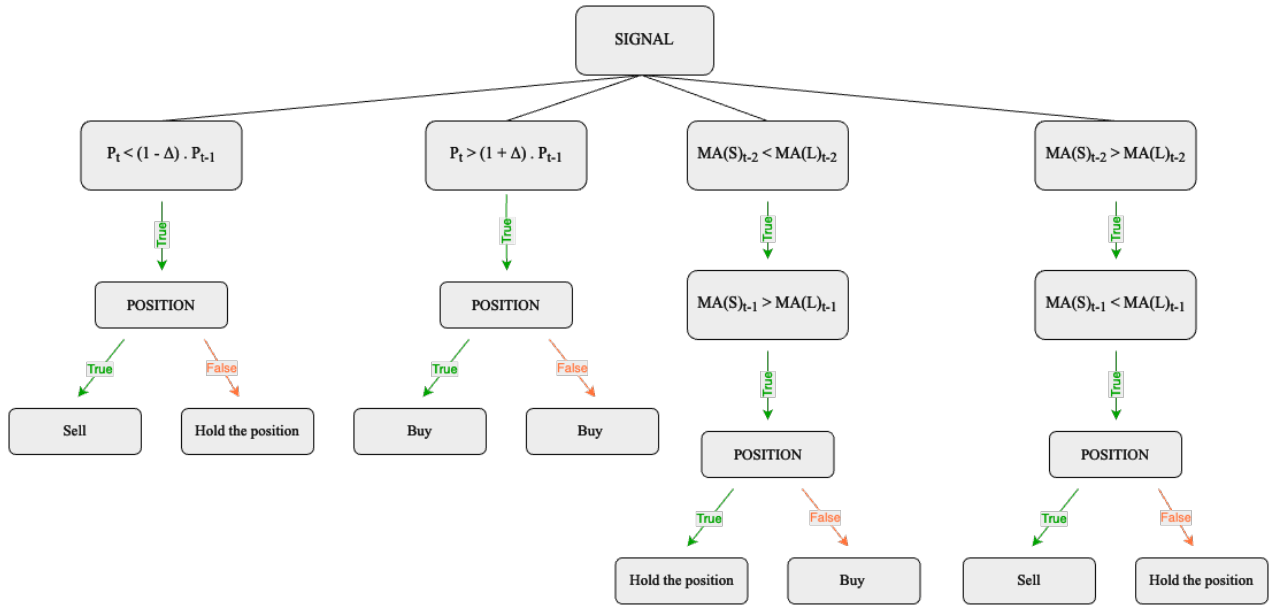 SIGNAL
Pt < (1 - Δ) . Pt-1
Pt > (1 + Δ) . Pt-1
MA(S)t-2 < MA(L)t-2
MA(S)t-2 > MA(L)t-2
True
True
True
True
POSITION
POSITION
MA(S)t-1 > MA(L)t-1
MA(S)t-1 < MA(L)t-1
True
False
True
False
True
True
Sell
Hold the position
Buy
Buy
POSITION
POSITION
True
False
True
False
Hold the position
Buy
Sell
Hold the position